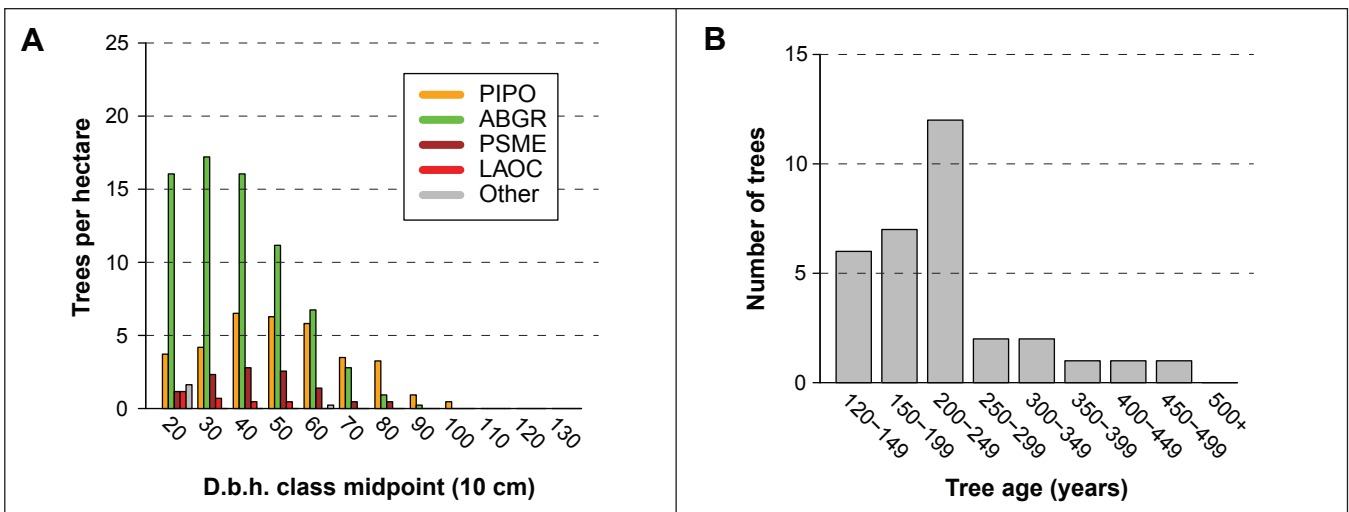 A
25
20
15
10
5
0
Trees per hectare
PIPO
ABGR
PSME
LAOC
Other
20 30 40 50 60 70 80 90 100 110 120 130
D.b.h. class midpoint (10 cm)
B
15
10
5
0
Number of trees
120–149 150–199 200–249 250–299 300–349 350–399 400–449 450–499 500+
Tree age (years)